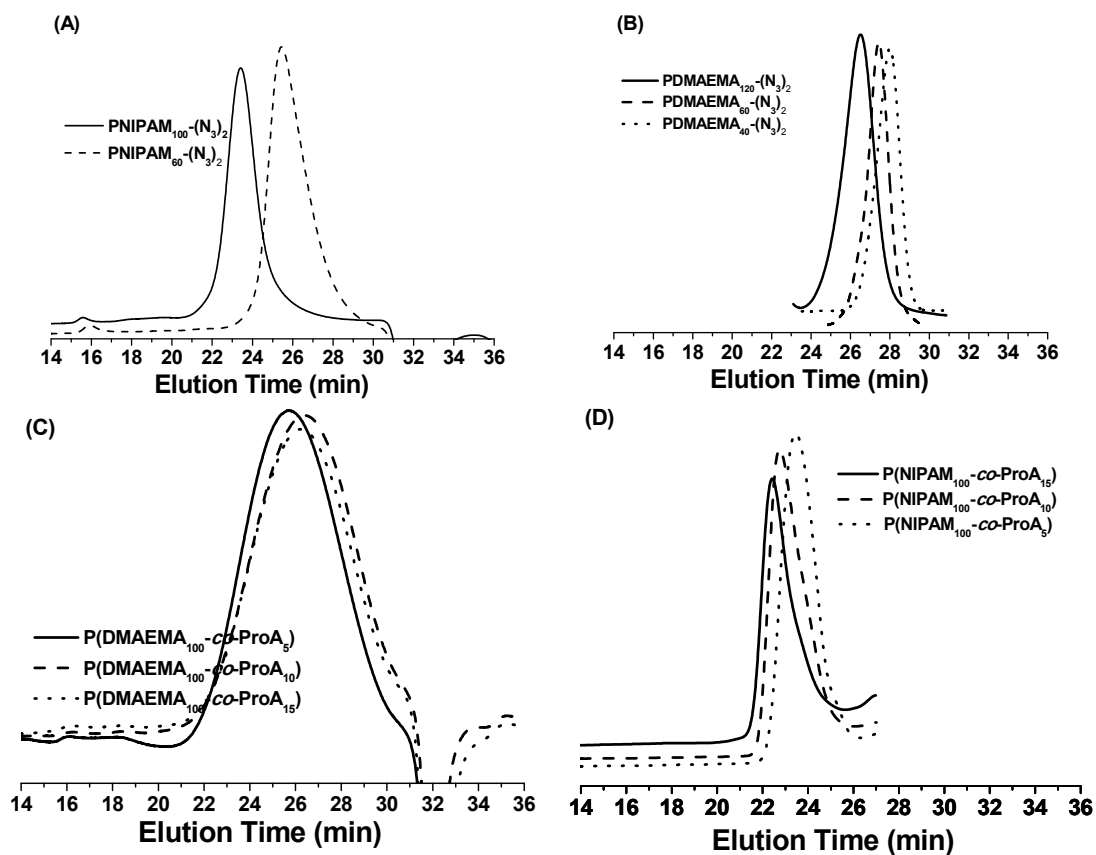 (A)
PNIPAM100-(N3)2
PNIPAM60-(N3)2
14 16 18 20 22 24 26 28 30 32 34 36
Elution Time (min)
(B)
PDMAEMA120-(N3)2
PDMAEMA60-(N3)2
PDMAEMA40-(N3)2
14 16 18 20 22 24 26 28 30 32 34 36
Elution Time (min)
(C)
P(DMAEMA100-co-ProA5)
P(DMAEMA100-co-ProA10)
P(DMAEMA100-co-ProA15)
14 16 18 20 22 24 26 28 30 32 34 36
Elution Time (min)
(D)
P(NIPAM100-co-ProA15)
P(NIPAM100-co-ProA10)
P(NIPAM100-co-ProA5)
14 16 18 20 22 24 26 28 30 32 34 36
Elution Time (min)